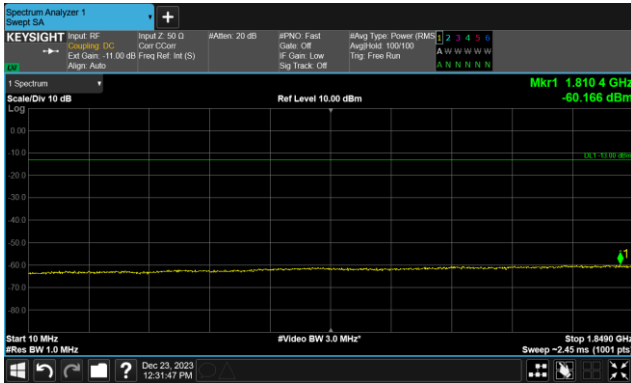 Spectrum Analyzer 1
Swept SA
+
KEYSIGHT Input: RF Input Z: 50 Ω #Atten: 20 dB #PNO: Fast #Avg Type: Power (RMS 1 2 3 4 5 6
Coupling: DC Corr CCorr Gate: Off Avg|Hold: 100/100 A W W W W W
Ext Gain: -11.00 dB Freq Ref: Int (S) IF Gain: Low Trig: Free Run
LU Align: Auto Sig Track: Off A N N N N N
1 Spectrum
Mkr1 1.810 4 GHz
Scale/Div 10 dB Ref Level 10.00 dBm -60.166 dBm
Log
0.00
-10.0
DL1 -13.00 dBm
-20.0
-30.0
-40.0
-50.0
1
-60.0
-70.0
-80.0
Start 10 MHz #Video BW 3.0 MHz* Stop 1.8490 GHz
#Res BW 1.0 MHz Sweep ~2.45 ms (1001 pts)
? Dec 23, 2023
12:31:47 PM